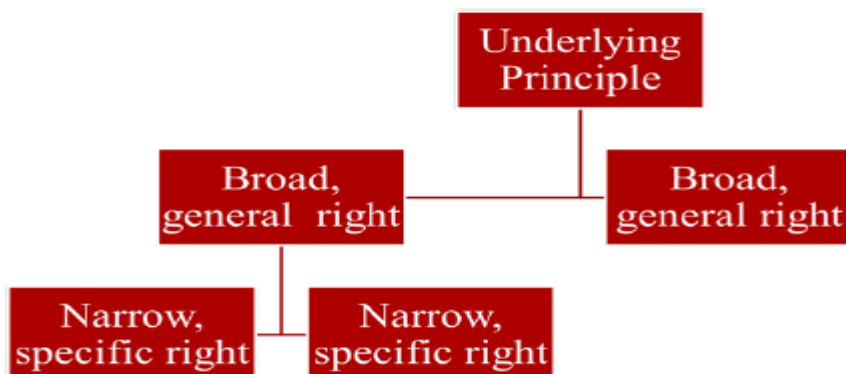 Underlying
Principle
Broad,
general right
Broad,
general right
Narrow,
specific right
Narrow,
specific right